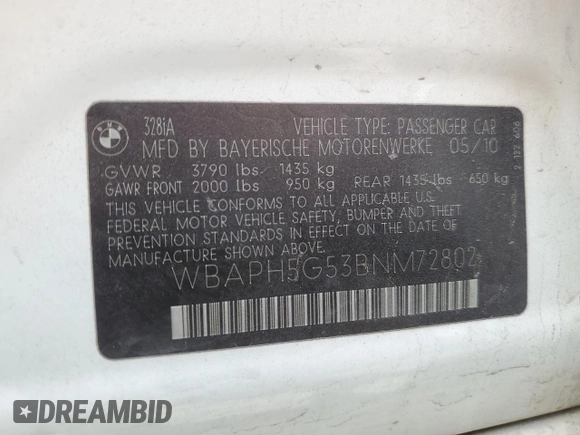 BMW
328iA
VEHICLE TYPE: PASSENGER CAR
MFD BY BAYERISCHE MOTORENWERKE 05/10
GVWR 3790 lbs 1435 kg
GAWR FRONT 2000 lbs 950 kg REAR 1435 lbs 650 kg
THIS VEHICLE CONFORMS TO ALL APPLICABLE U.S.
FEDERAL MOTOR VEHICLE SAFETY, BUMPER AND THEFT
PREVENTION STANDARDS IN EFFECT ON THE DATE OF
MANUFACTURE SHOWN ABOVE.
WBAPH5G53BNM72802
DREAMBID